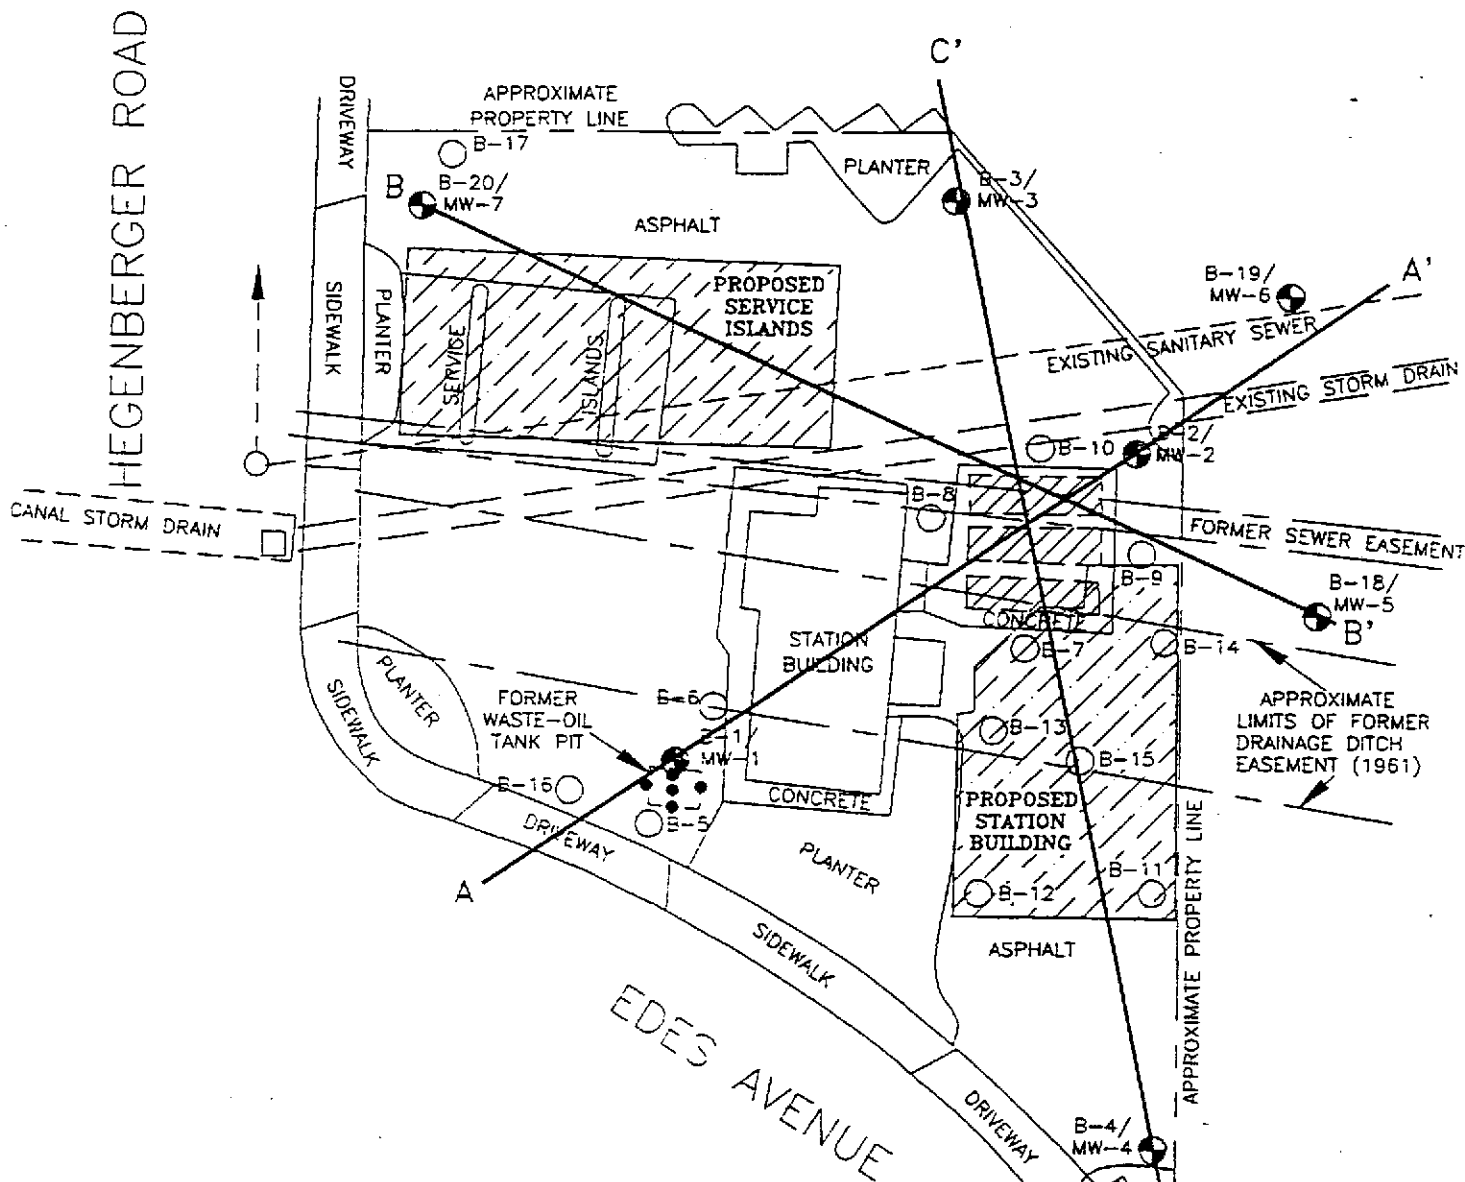 HEGENBERGER ROAD
C'
DRIVEWAY
APPROXIMATE
PROPERTY LINE
B-17
PLANTER
B
B-20/
MW-7
B-3/
MW-3
ASPHALT
SIDEWALK
PLANTER
PROPOSED
SERVICE
ISLANDS
SERVICE
ISLANDS
B-19/
MW-6
A'
EXISTING SANITARY SEWER
EXISTING STORM DRAIN
B-10
B-2/
MW-2
B-8
CANAL STORM DRAIN
FORMER SEWER EASEMENT
B-9
B-18/
MW-5
B'
CONCRETE
STATION
BUILDING
B-7
B-14
PLANTER
SIDEWALK
FORMER
WASTE-OIL
TANK PIT
B-6
B-1/
MW-1
B-13
B-15
APPROXIMATE
LIMITS OF FORMER
DRAINAGE DITCH
EASEMENT (1961)
B-16
CONCRETE
B-5
DRIVEWAY
PROPOSED
STATION
BUILDING
PLANTER
A
B-12
B-11
APPROXIMATE PROPERTY LINE
SIDEWALK
ASPHALT
EDES AVENUE
DRIVEWAY
B-4/
MW-4